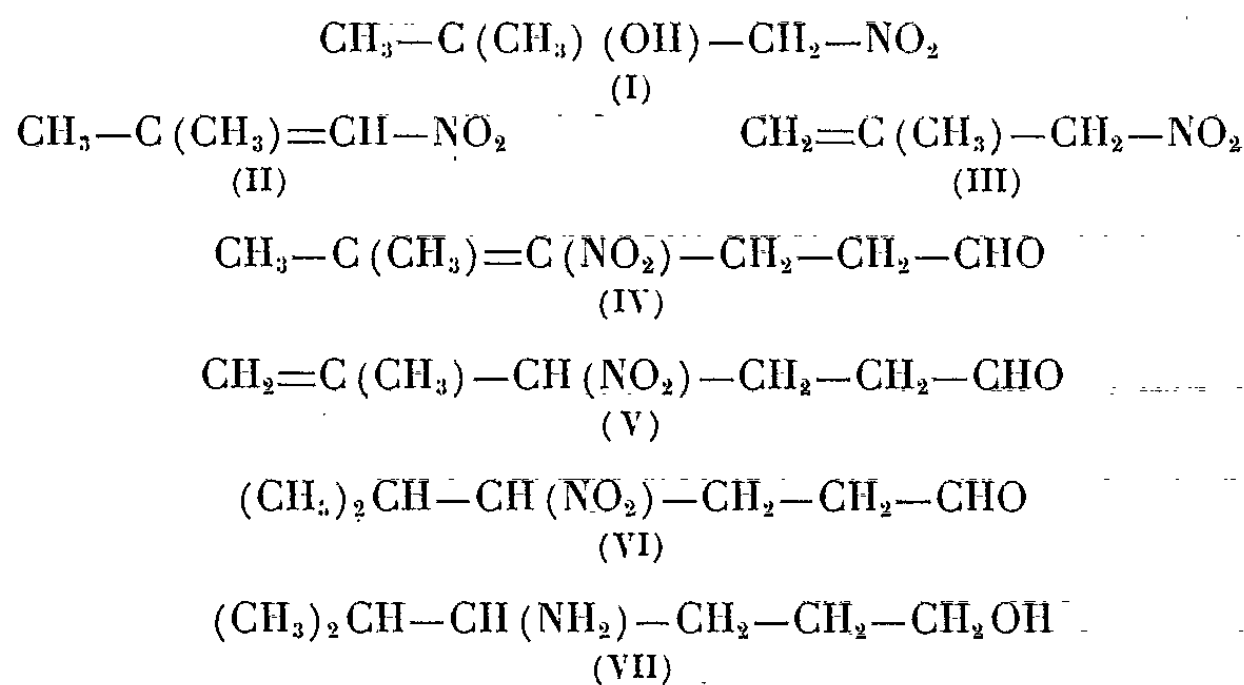 CH₃—C(CH₃)(OH)—CH₂—NO₂
(I)
CH₃—C(CH₃)=CH—NO₂ CH₂=C(CH₃)—CH₂—NO₂
(II) (III)
CH₃—C(CH₃)=C(NO₂)—CH₂—CH₂—CHO
(IV)
CH₂=C(CH₃)—CH(NO₂)—CH₂—CH₂—CHO
(V)
(CH₃)₂CH—CH(NO₂)—CH₂—CH₂—CHO
(VI)
(CH₃)₂CH—CH(NH₂)—CH₂—CH₂—CH₂OH
(VII)